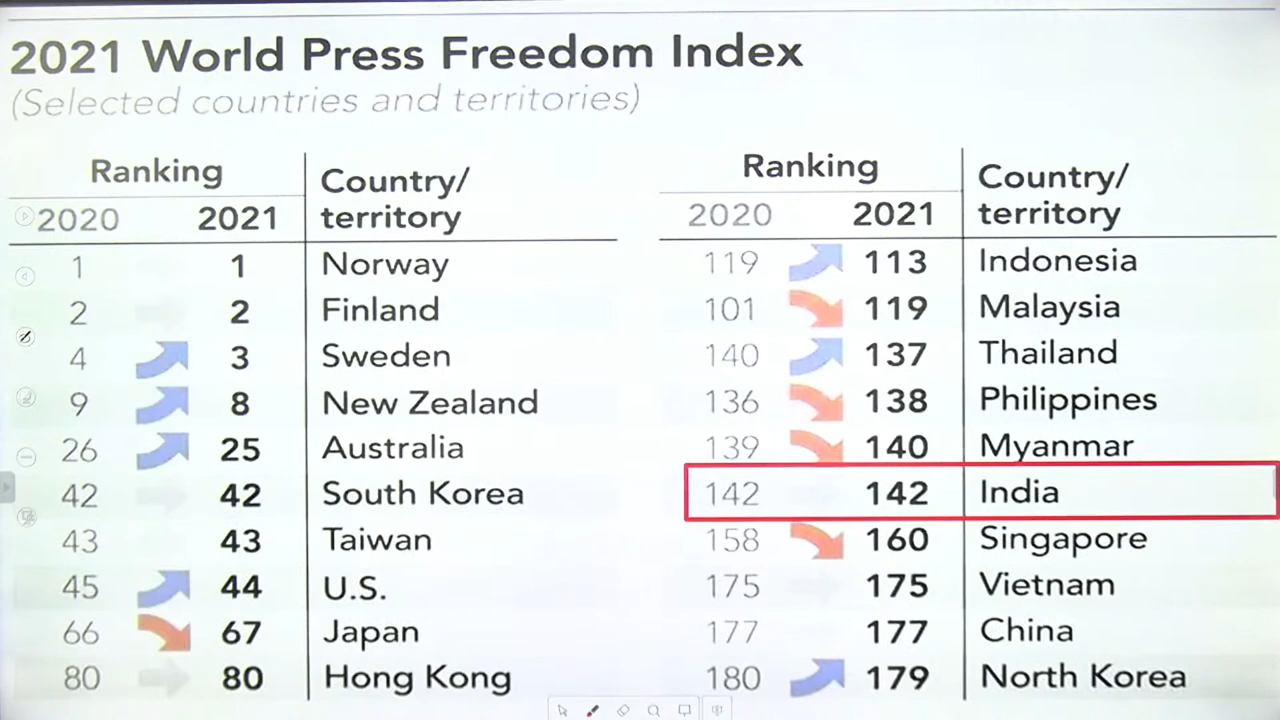 2021 World Press Freedom Index
(Selected countries and territories)
Ranking Country/
2020 2021 territory
1 1 Norway
2 2 Finland
4 3 Sweden
9 8 New Zealand
26 25 Australia
42 42 South Korea
43 43 Taiwan
45 44 U.S.
66 67 Japan
80 80 Hong Kong
Ranking Country/
2020 2021 territory
119 113 Indonesia
101 119 Malaysia
140 137 Thailand
136 138 Philippines
139 140 Myanmar
142 142 India
158 160 Singapore
175 175 Vietnam
177 177 China
180 179 North Korea